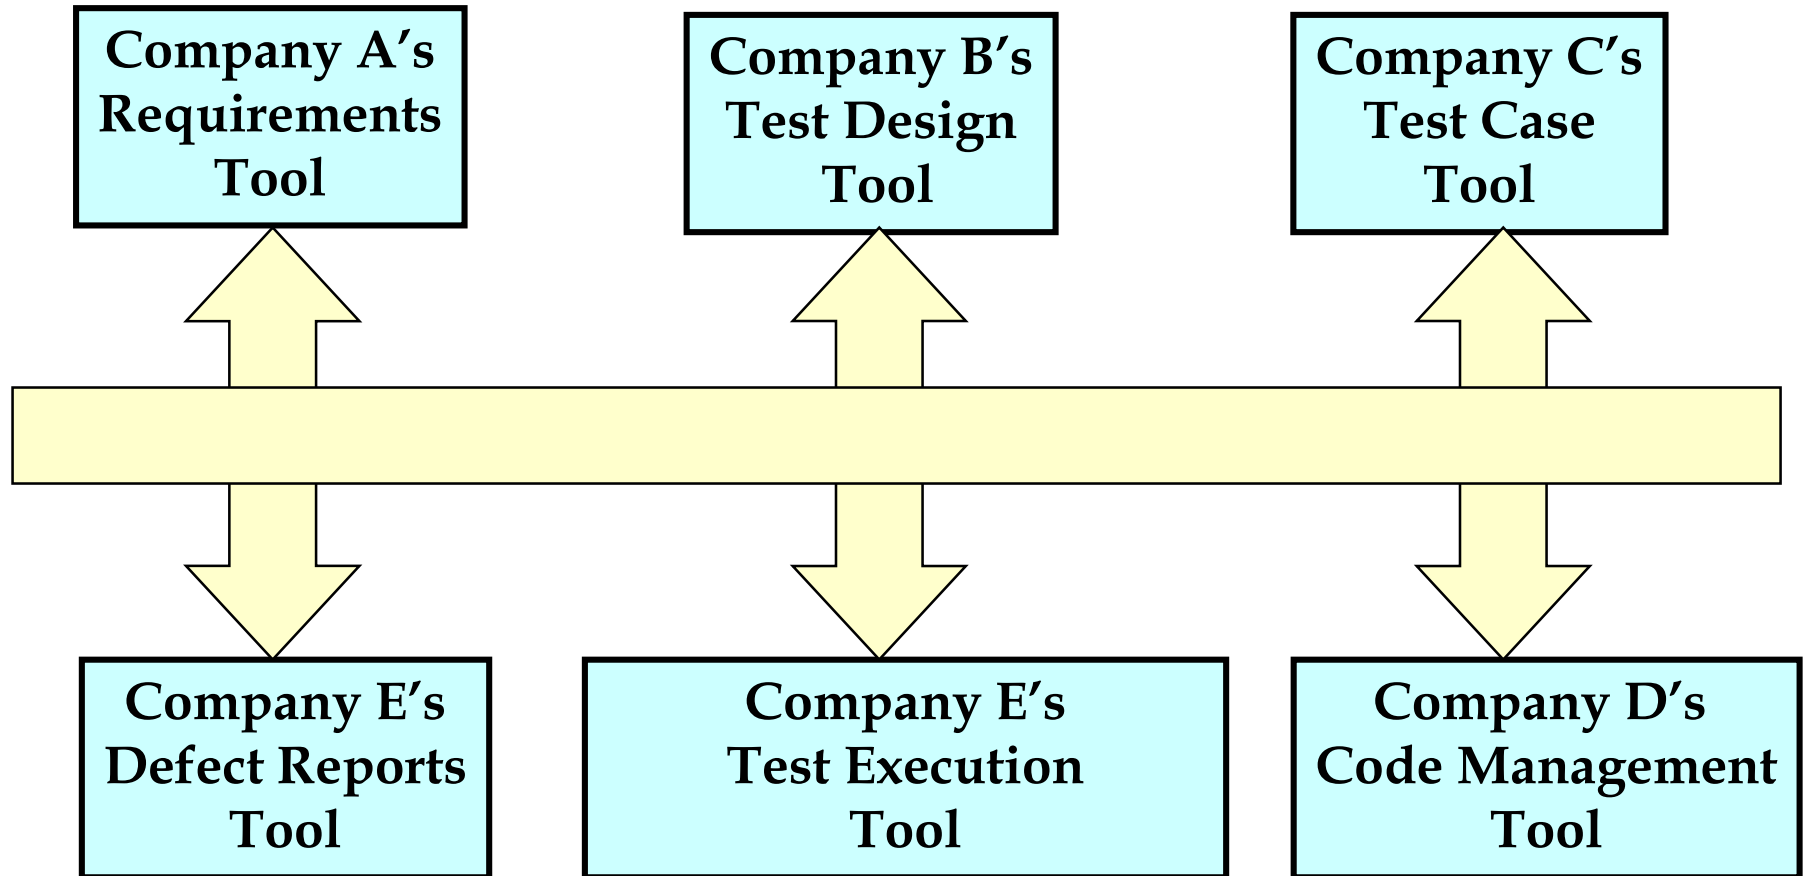 Company A’s
Requirements
Tool
Company B’s
Test Design
Tool
Company C’s
Test Case
Tool
Company E’s
Defect Reports
Tool
Company E’s
Test Execution
Tool
Company D’s
Code Management
Tool